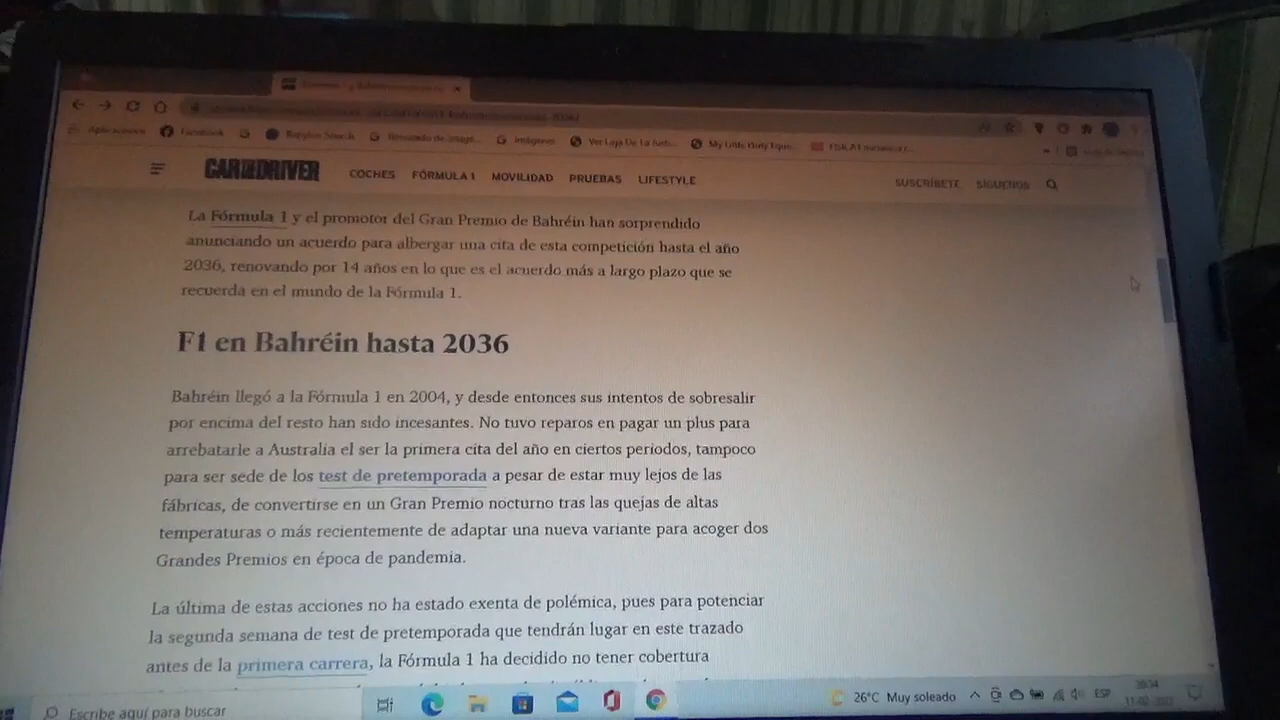 Aplicaciones
Facebook
Imágenes
CAR AND DRIVER
COCHES
FÓRMULA 1
MOVILIDAD
PRUEBAS
LIFESTYLE
SUSCRÍBETE
SÍGUENOS
La Fórmula 1 y el promotor del Gran Premio de Bahréin han sorprendido
anunciando un acuerdo para albergar una cita de esta competición hasta el año
2036, renovando por 14 años en lo que es el acuerdo más a largo plazo que se
recuerda en el mundo de la Fórmula 1.
F1 en Bahréin hasta 2036
Bahréin llegó a la Fórmula 1 en 2004, y desde entonces sus intentos de sobresalir
por encima del resto han sido incesantes. No tuvo reparos en pagar un plus para
arrebatarle a Australia el ser la primera cita del año en ciertos periodos, tampoco
para ser sede de los test de pretemporada a pesar de estar muy lejos de las
fábricas, de convertirse en un Gran Premio nocturno tras las quejas de altas
temperaturas o más recientemente de adaptar una nueva variante para acoger dos
Grandes Premios en época de pandemia.
La última de estas acciones no ha estado exenta de polémica, pues para potenciar
la segunda semana de test de pretemporada que tendrán lugar en este trazado
antes de la primera carrera, la Fórmula 1 ha decidido no tener cobertura
Escribe aquí para buscar
26°C Muy soleado
ESP